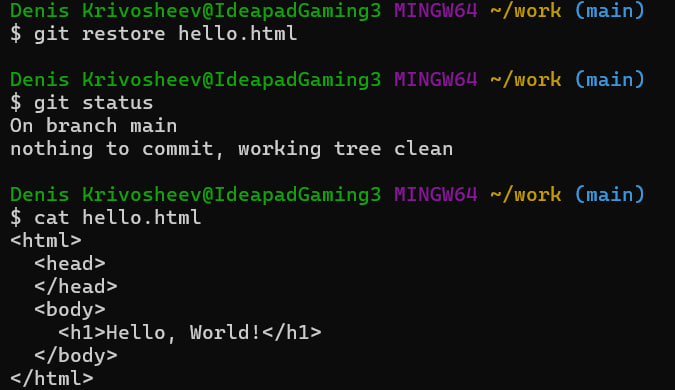 Denis Krivosheev@IdeapadGaming3 MINGW64 ~/work (main)
$ git restore hello.html

Denis Krivosheev@IdeapadGaming3 MINGW64 ~/work (main)
$ git status
On branch main
nothing to commit, working tree clean

Denis Krivosheev@IdeapadGaming3 MINGW64 ~/work (main)
$ cat hello.html
<html>
  <head>
  </head>
  <body>
    <h1>Hello, World!</h1>
  </body>
</html>